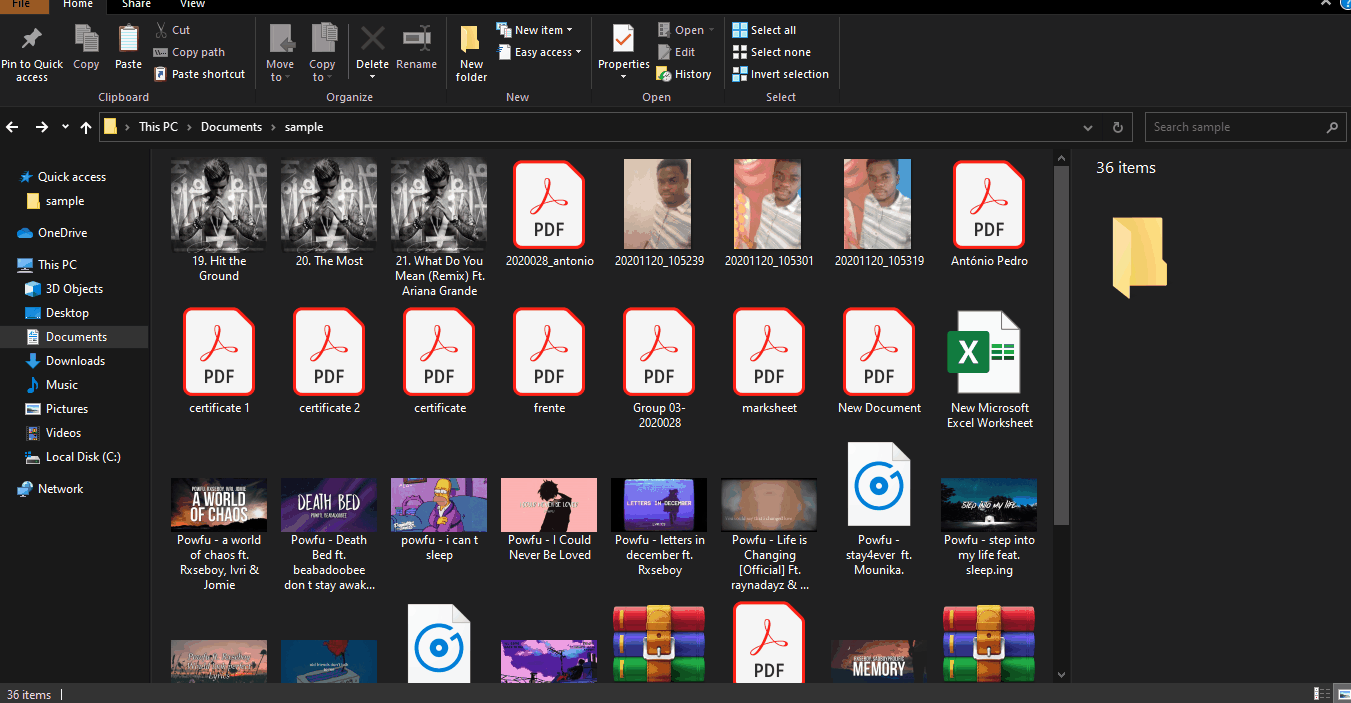 File Home Share View
Pin to Quick access
Copy
Paste
Cut
Copy path
Paste shortcut
Clipboard
Move to
Copy to
Delete
Rename
Organize
New folder
New item
Easy access
New
Properties
Open
Edit
History
Open
Select all
Select none
Invert selection
Select
This PC > Documents > sample
Search sample
Quick access
sample
OneDrive
This PC
3D Objects
Desktop
Documents
Downloads
Music
Pictures
Videos
Local Disk (C:)
Network
19. Hit the
Ground
20. The Most
21. What Do You
Mean (Remix) Ft.
Ariana Grande
PDF
2020028_antonio
20201120_105239
20201120_105301
20201120_105319
PDF
António Pedro
PDF
certificate 1
PDF
certificate 2
PDF
certificate
PDF
frente
PDF
Group 03-
2020028
PDF
marksheet
PDF
New Document
X
New Microsoft
Excel Worksheet
A WORLD
OF CHAOS
Powfu - a world
of chaos ft.
Rxseboy, Ivri &
Jomie
DEATH BED
Powfu - Death
Bed ft.
beabadoobee
don t stay awak...
powfu - i can t
sleep
Powfu - I Could
Never Be Loved
LETTERS IN DECEMBER
Powfu - letters in
december ft.
Rxseboy
Powfu - Life is
Changing
[Official] Ft.
raynadayz & ...
Powfu -
stay4ever ft.
Mounika.
STEP INTO MY LIFE
Powfu - step into
my life feat.
sleep.ing
PDF
MEMORY
36 items
36 items